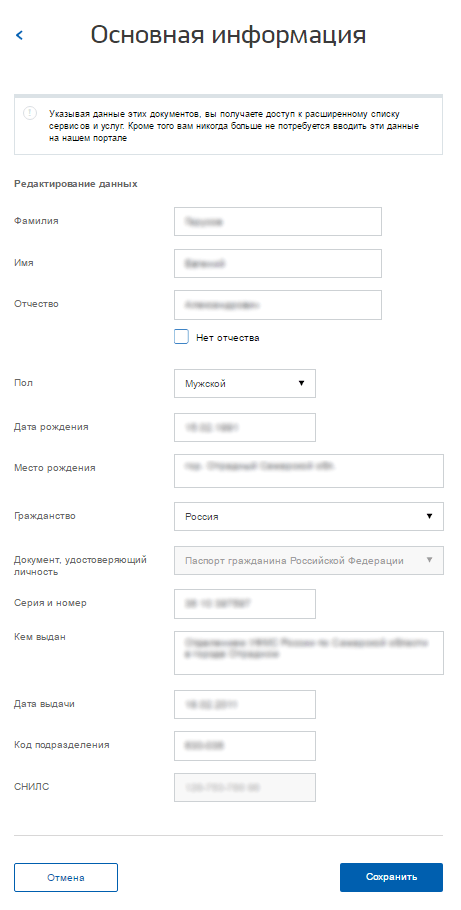 Основная информация
Указывая данные этих документов, вы получаете доступ к расширенному списку
сервисов и услуг. Кроме того вам никогда больше не потребуется вводить эти данные
на нашем портале
Редактирование данных
Фамилия
Имя
Отчество
Нет отчества
Пол
Мужской
Дата рождения
Место рождения
Гражданство
Россия
Документ, удостоверяющий
личность
Паспорт гражданина Российской Федерации
Серия и номер
Кем выдан
Дата выдачи
Код подразделения
СНИЛС
Отмена
Сохранить